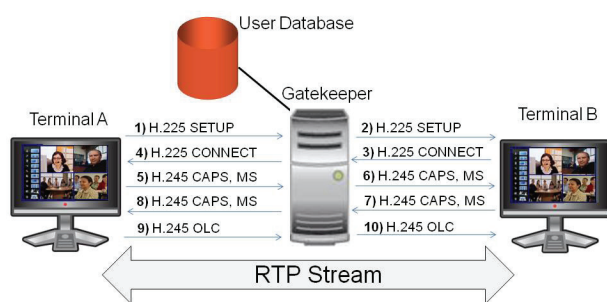 User Database
Gatekeeper
Terminal A
Terminal B
1) H.225 SETUP
2) H.225 SETUP
4) H.225 CONNECT
3) H.225 CONNECT
5) H.245 CAPS, MS
6) H.245 CAPS, MS
8) H.245 CAPS, MS
7) H.245 CAPS, MS
9) H.245 OLC
10) H.245 OLC
RTP Stream